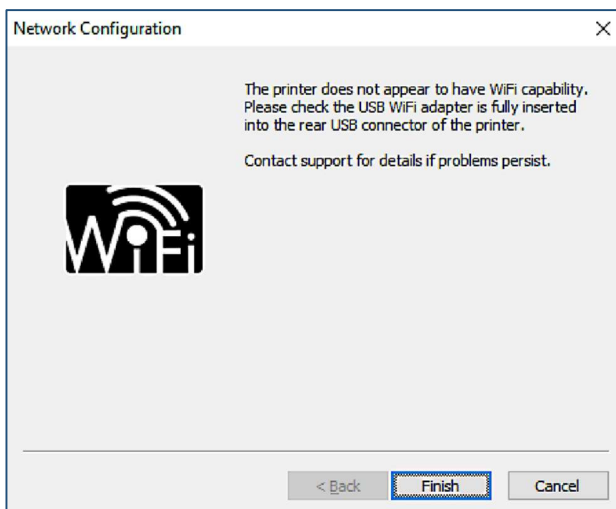 Network Configuration
The printer does not appear to have WiFi capability.
Please check the USB WiFi adapter is fully inserted
into the rear USB connector of the printer.
Contact support for details if problems persist.
WiFi
< Back
Finish
Cancel